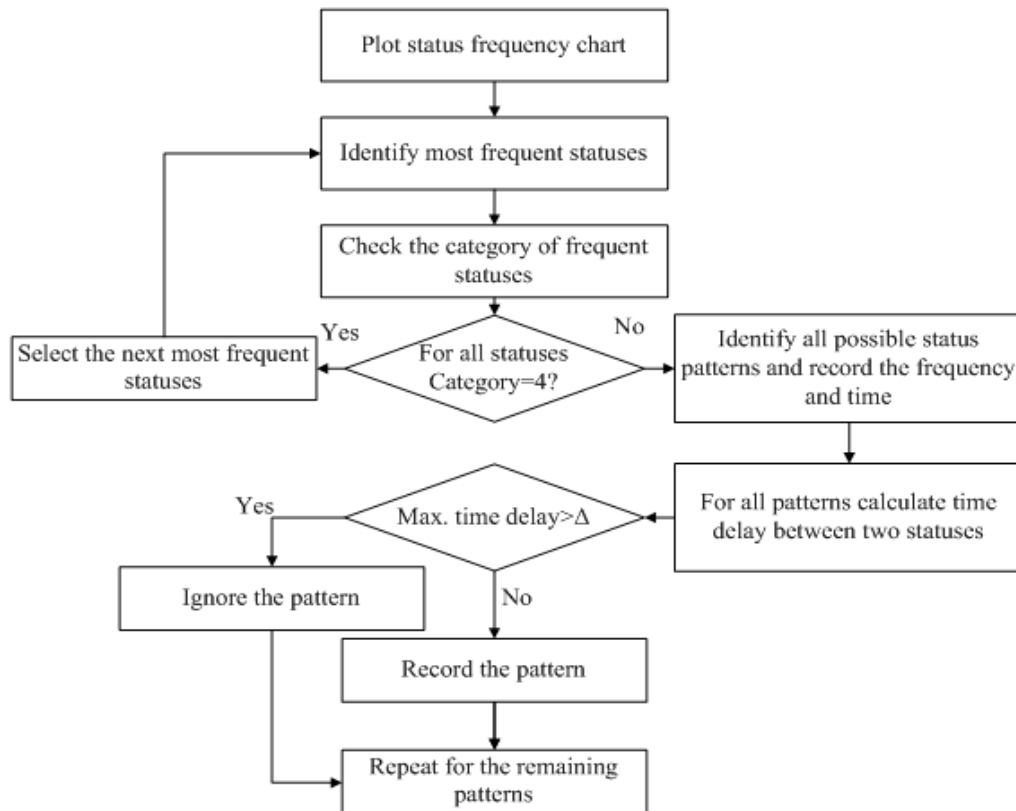 Plot status frequency chart
Identify most frequent statuses
Check the category of frequent
statuses
Yes
No
Select the next most frequent
statuses
For all statuses
Category=4?
Identify all possible status
patterns and record the frequency
and time
Yes
Max. time delay>Δ
For all patterns calculate time
delay between two statuses
Ignore the pattern
No
Record the pattern
Repeat for the remaining
patterns